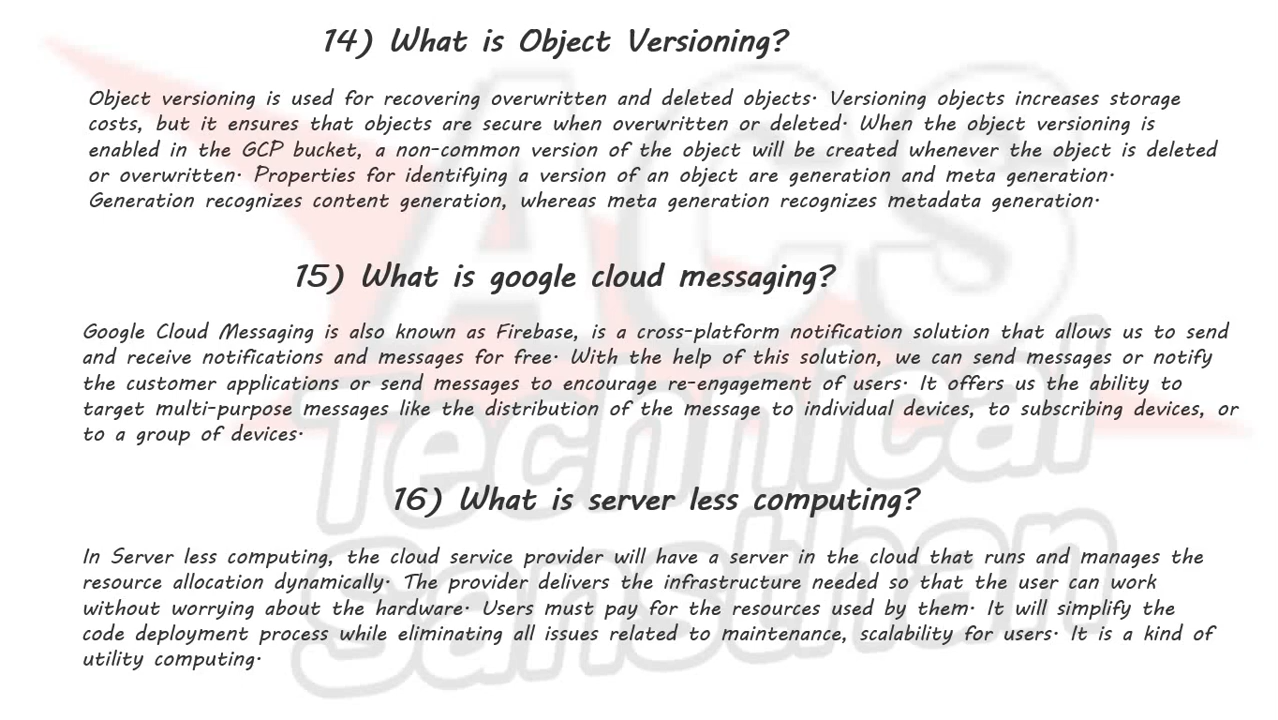 14) What is Object Versioning?
Object versioning is used for recovering overwritten and deleted objects. Versioning objects increases storage
costs, but it ensures that objects are secure when overwritten or deleted. When the object versioning is
enabled in the GCP bucket, a non-common version of the object will be created whenever the object is deleted
or overwritten. Properties for identifying a version of an object are generation and meta generation.
Generation recognizes content generation, whereas meta generation recognizes metadata generation.
15) What is google cloud messaging?
Google Cloud Messaging is also known as Firebase, is a cross-platform notification solution that allows us to send
and receive notifications and messages for free. With the help of this solution, we can send messages or notify
the customer applications or send messages to encourage re-engagement of users. It offers us the ability to
target multi-purpose messages like the distribution of the message to individual devices, to subscribing devices, or
to a group of devices.
16) What is server less computing?
In Server less computing, the cloud service provider will have a server in the cloud that runs and manages the
resource allocation dynamically. The provider delivers the infrastructure needed so that the user can work
without worrying about the hardware. Users must pay for the resources used by them. It will simplify the
code deployment process while eliminating all issues related to maintenance, scalability for users. It is a kind of
utility computing.
ACS
Technical
Sansthan